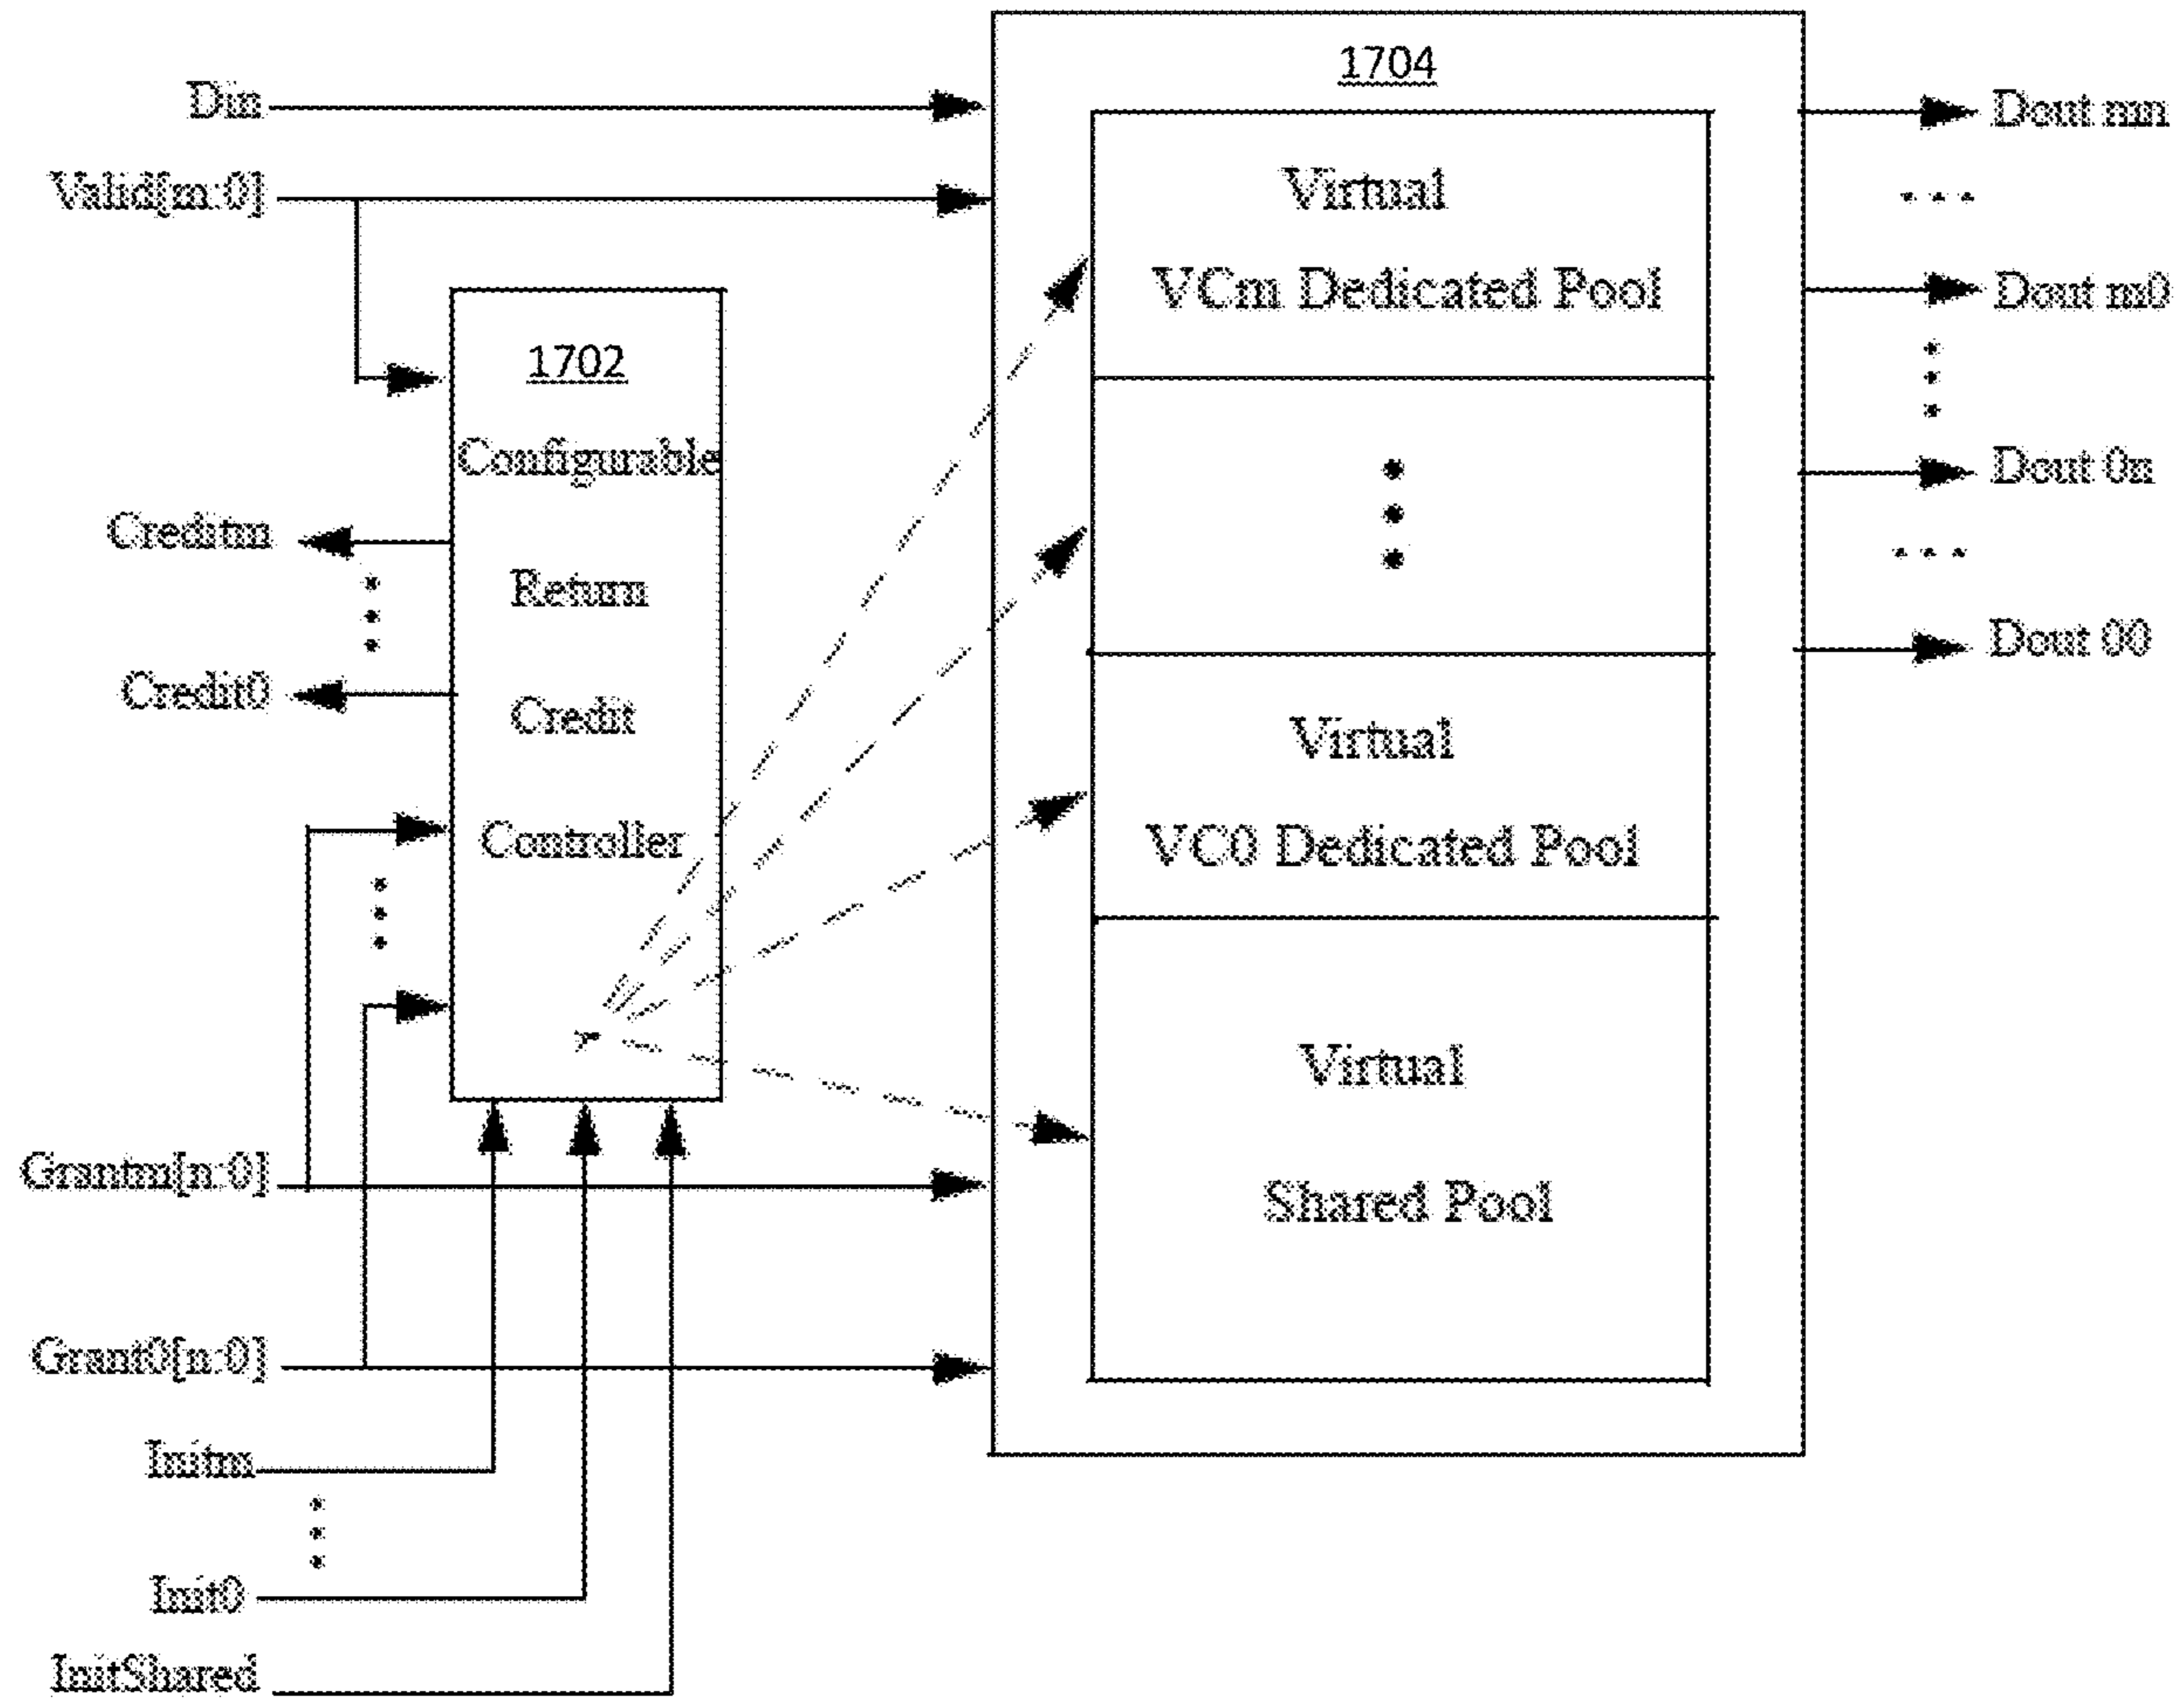 Din
Valid[m:0]
Creditm
Credit0
Grantm[n:0]
Grant0[n:0]
Initm
Init0
InitShared
1702
Configurable
Return
Credit
Controller
1704
Virtual
VCm Dedicated Pool
Virtual
VC0 Dedicated Pool
Virtual
Shared Pool
Dout mn
Dout m0
Dout 0n
Dout 00